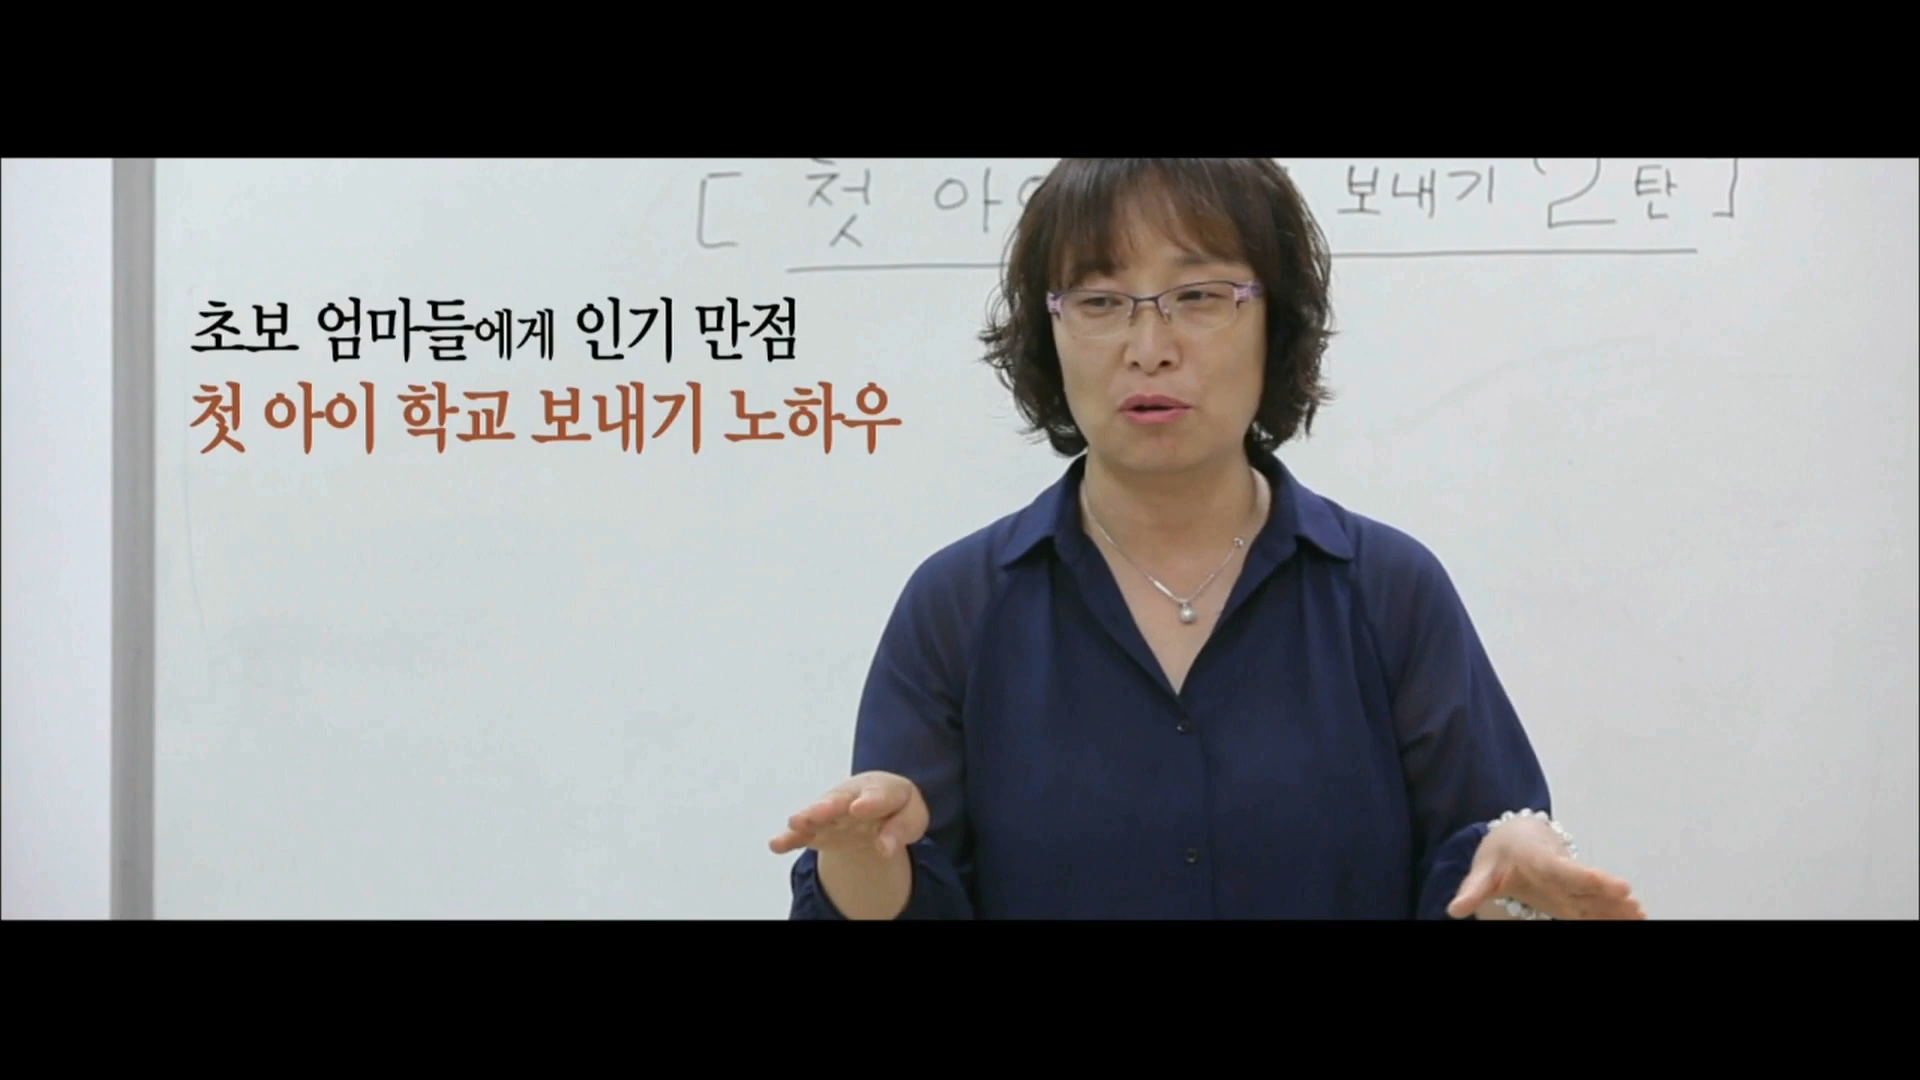 [ 첫 아 보내기 2탄 ]
초보 엄마들에게 인기 만점
첫 아이 학교 보내기 노하우